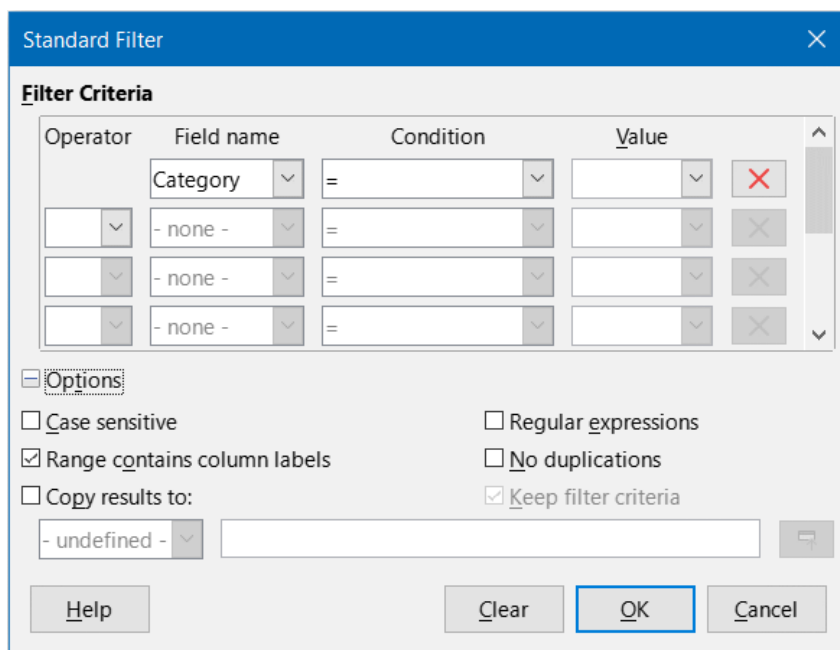 Standard Filter
Filter Criteria
Operator Field name Condition Value
Category =
- none - =
- none - =
- none - =
Options
Case sensitive Regular expressions
Range contains column labels No duplications
Copy results to: Keep filter criteria
- undefined -
Help Clear OK Cancel